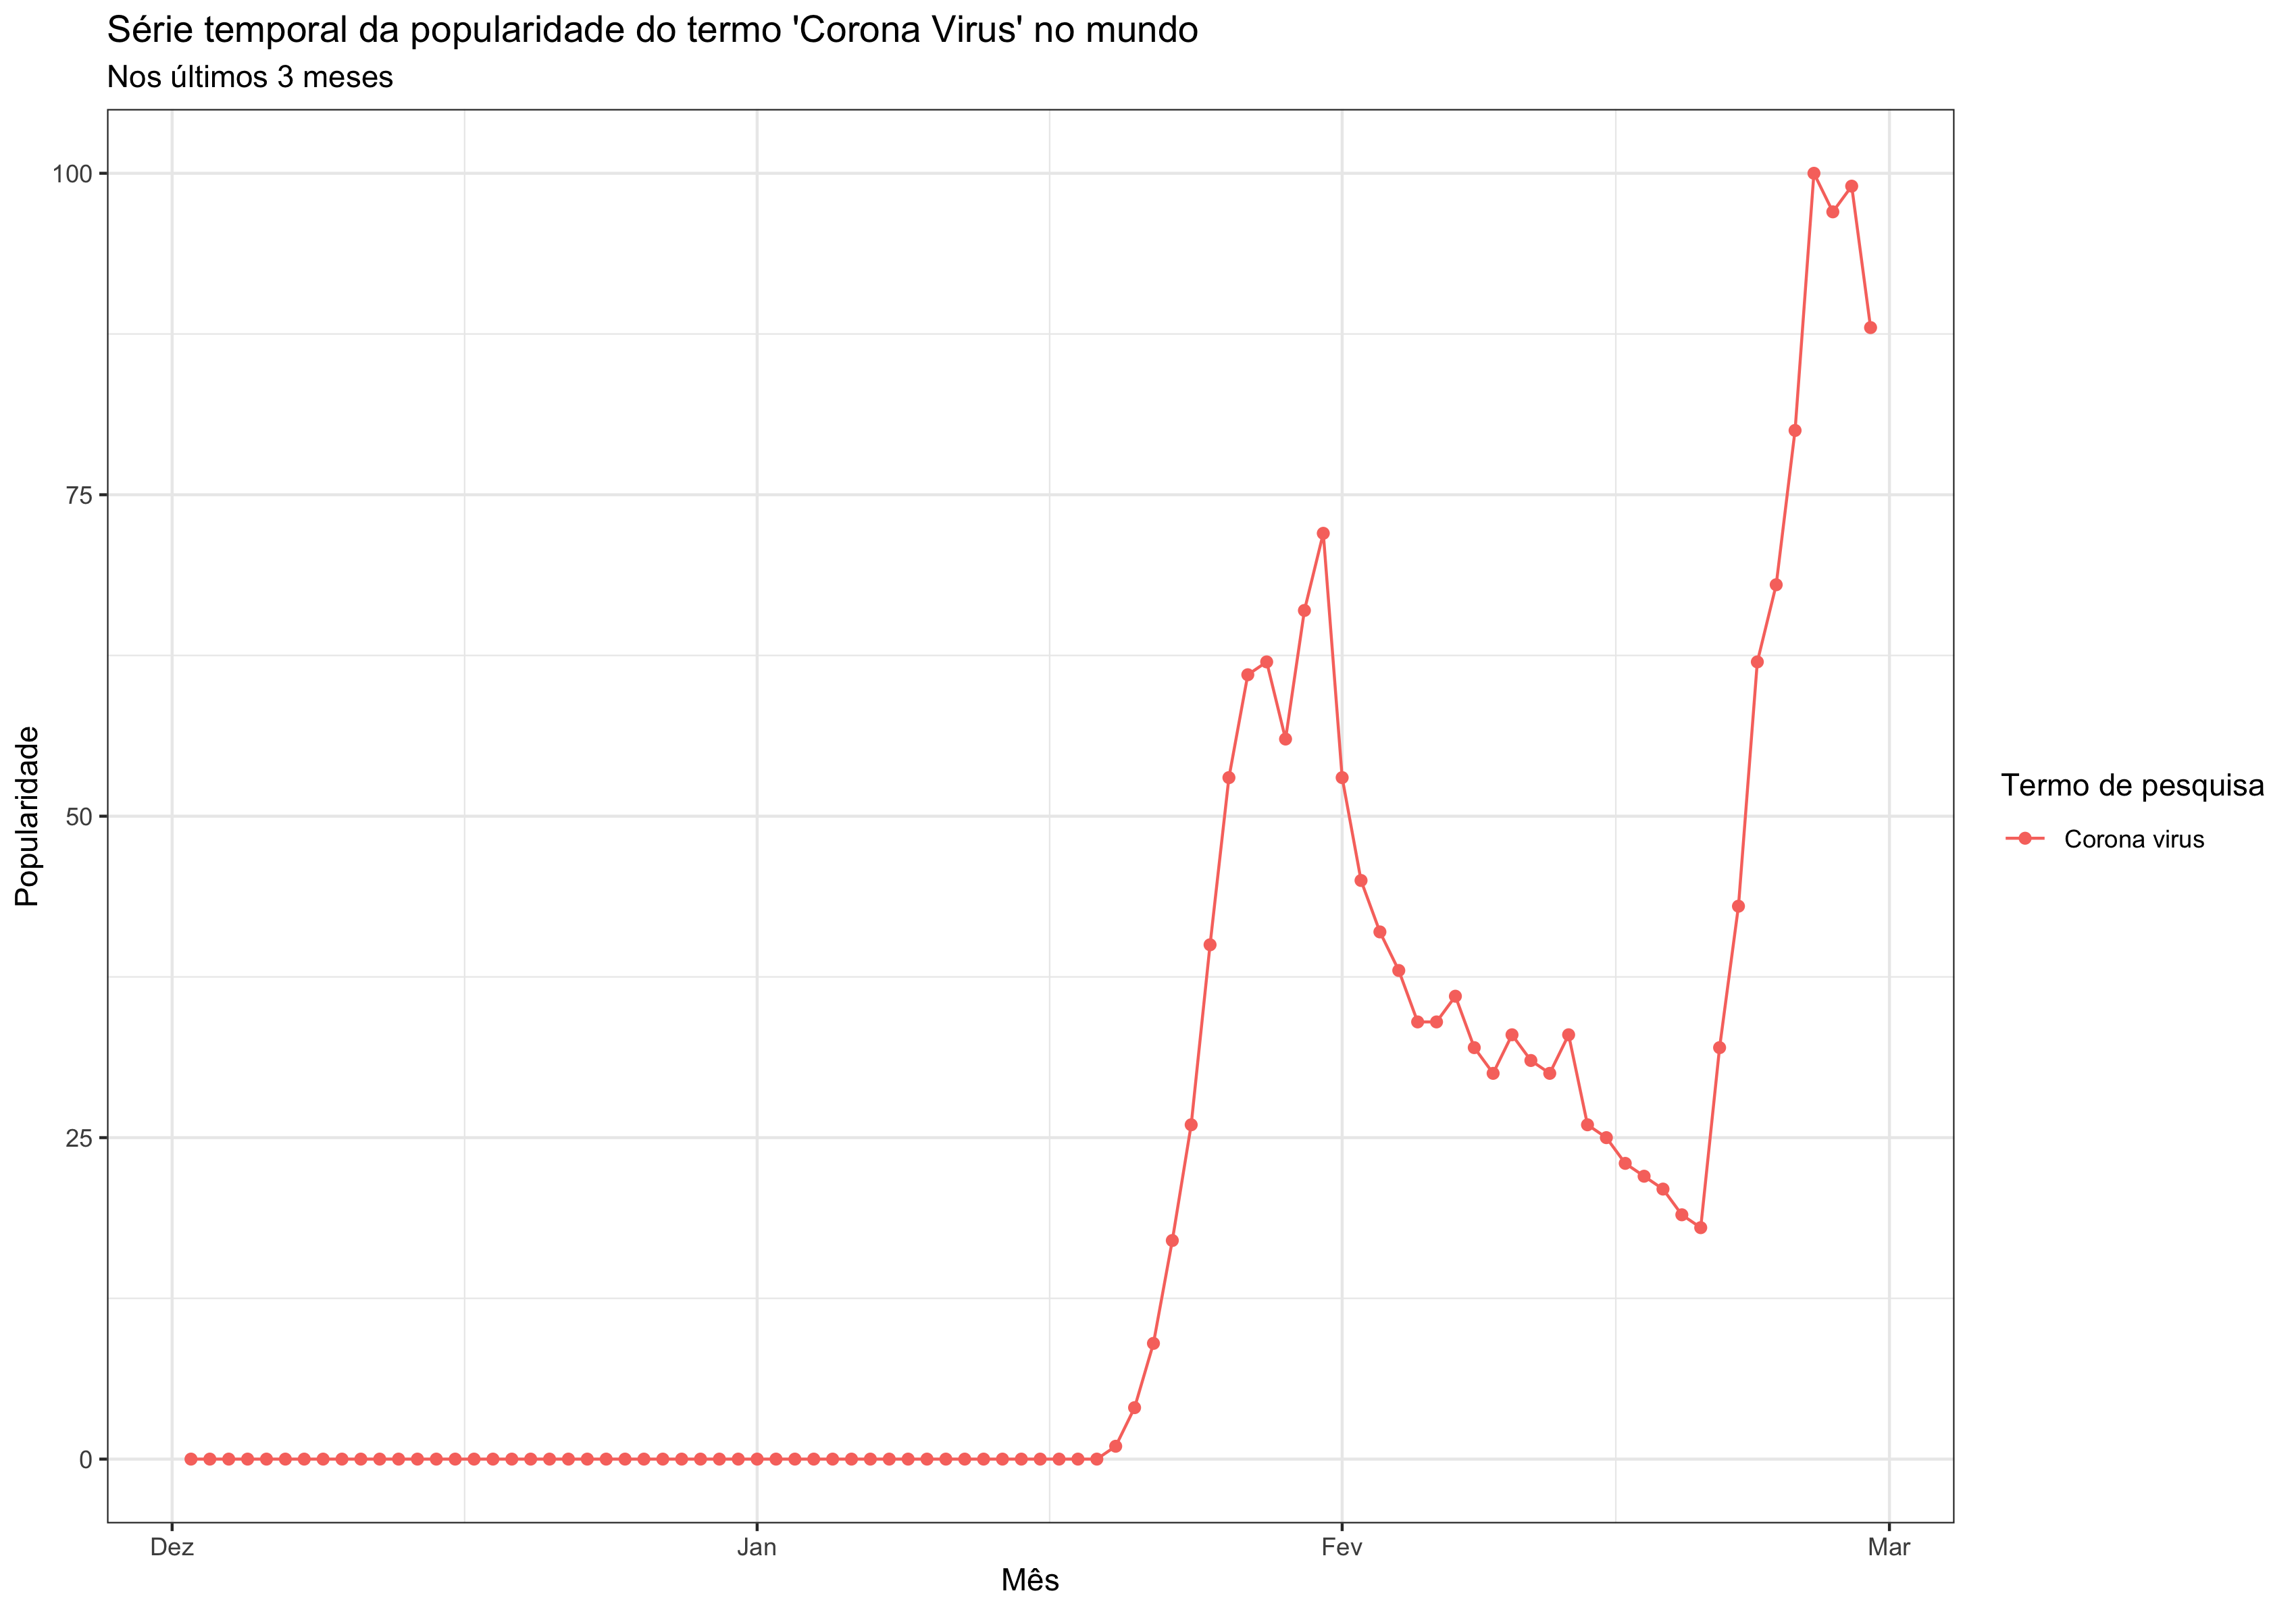 Série temporal da popularidade do termo 'Corona Virus' no mundo
Nos últimos 3 meses
100
75
50
25
0
Popularidade
Dez
Jan
Fev
Mar
Mês
Termo de pesquisa
Corona virus